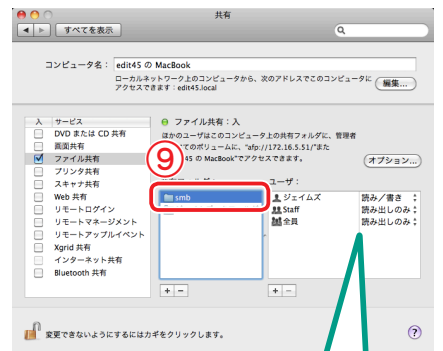 共有
すべてを表示
コンピュータ名： edit45 の MacBook
ローカルネットワーク上のコンピュータから、次のアドレスでこのコンピュータに
アクセスできます：edit45.local
編集...
入 サービス
DVD または CD 共有
画面共有
ファイル共有
プリンタ共有
スキャナ共有
Web 共有
リモートログイン
リモートマネージメント
リモートアップルイベント
Xgrid 共有
インターネット共有
Bluetooth 共有
ファイル共有：入
ほかのユーザはこのコンピュータ上の共有フォルダに、管理者
てのボリュームに、"afp://172.16.5.51/"また
45 の MacBook"でアクセスできます。
オプション...
⑨
smb
ユーザ：
ジェイムズ 読み／書き
Staff 読み出しのみ
全員 読み出しのみ
+ −
+ −
変更できないようにするにはカギをクリックします。
?